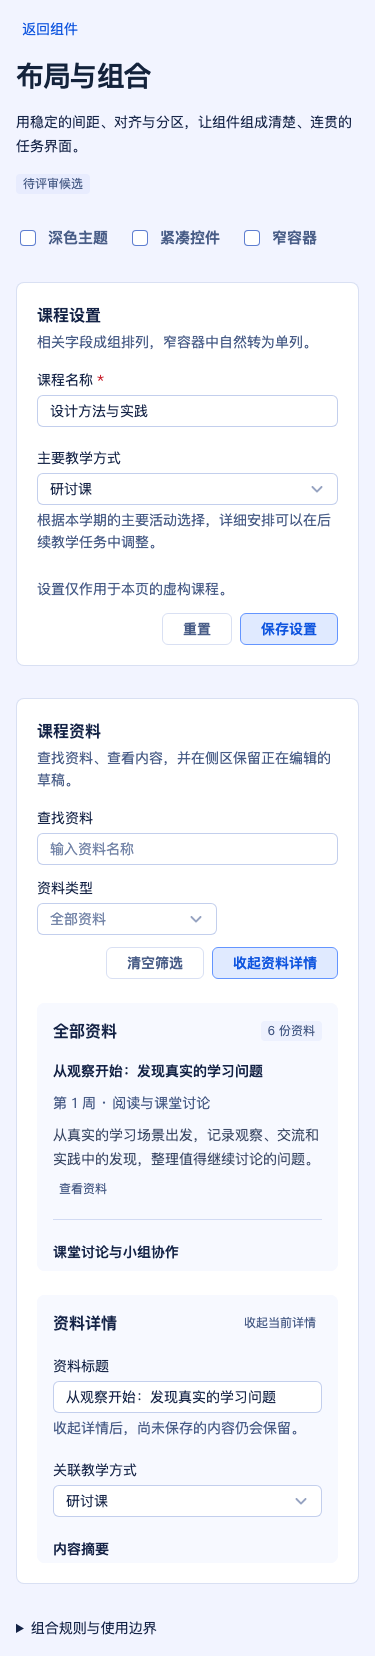 返回组件
布局与组合
用稳定的间距、对齐与分区，让组件组成清楚、连贯的
任务界面。
待评审候选
深色主题 紧凑控件 窄容器
课程设置
相关字段成组排列，窄容器中自然转为单列。
课程名称 *
设计方法与实践
主要教学方式
研讨课
根据本学期的主要活动选择，详细安排可以在后
续教学任务中调整。
设置仅作用于本页的虚构课程。
重置 保存设置
课程资料
查找资料、查看内容，并在侧区保留正在编辑的
草稿。
查找资料
输入资料名称
资料类型
全部资料
清空筛选 收起资料详情
全部资料 6 份资料
从观察开始：发现真实的学习问题
第 1 周 · 阅读与课堂讨论
从真实的学习场景出发，记录观察、交流和
实践中的发现，整理值得继续讨论的问题。
查看资料
课堂讨论与小组协作
资料详情 收起当前详情
资料标题
从观察开始：发现真实的学习问题
收起详情后，尚未保存的内容仍会保留。
关联教学方式
研讨课
内容摘要
组合规则与使用边界